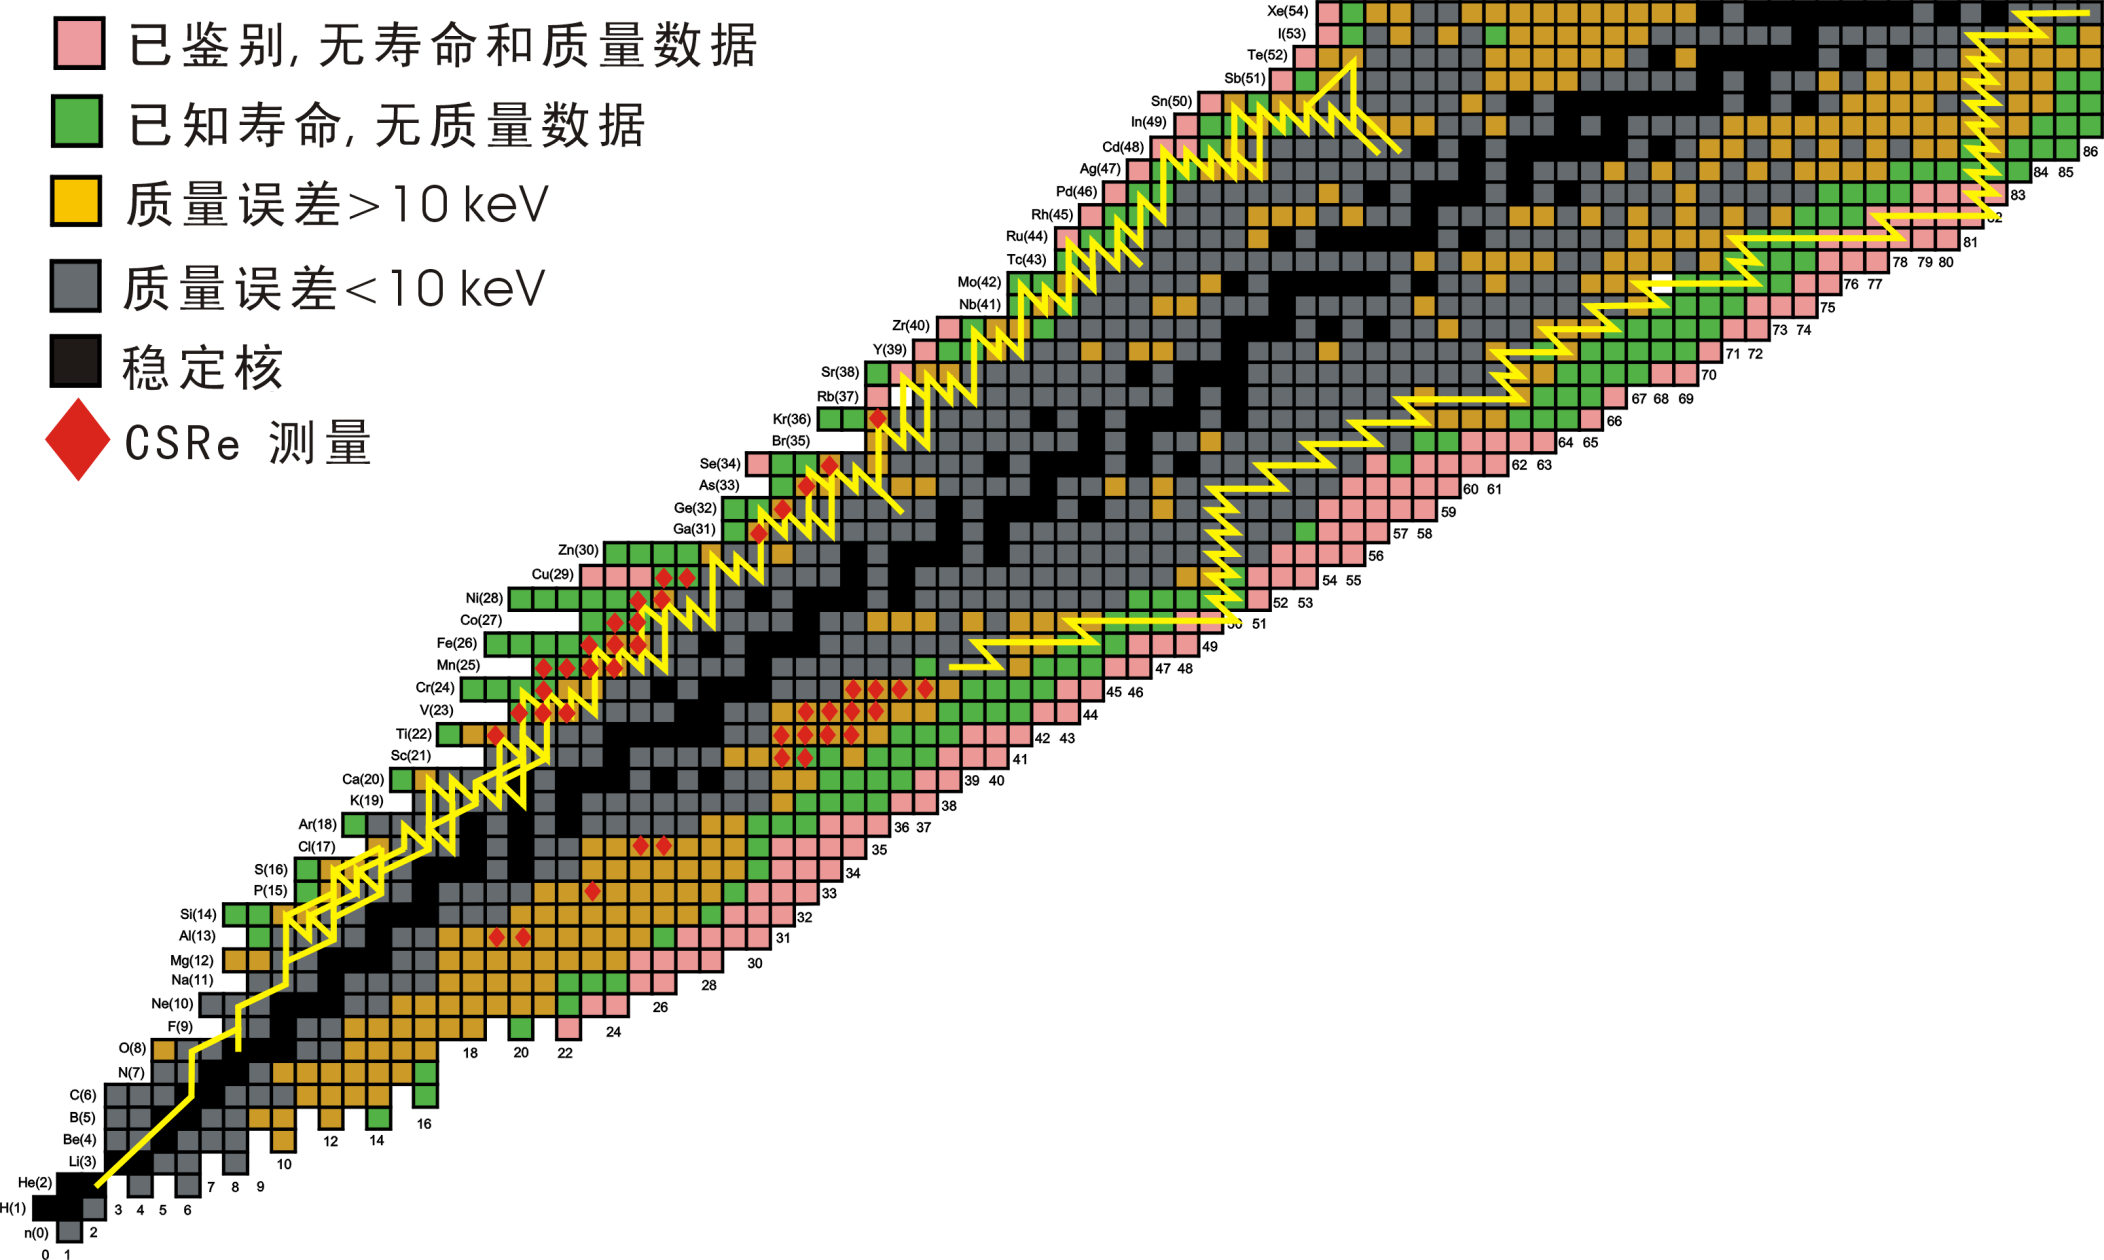 已鉴别, 无寿命和质量数据
已知寿命, 无质量数据
质量误差>10 keV
质量误差<10 keV
稳定核
CSRe 测量
Xe(54)
I(53)
Te(52)
Sb(51)
Sn(50)
In(49)
Cd(48)
Ag(47)
Pd(46)
Rh(45)
Ru(44)
Tc(43)
Mo(42)
Nb(41)
Zr(40)
Y(39)
Sr(38)
Rb(37)
Kr(36)
Br(35)
Se(34)
As(33)
Ge(32)
Ga(31)
Zn(30)
Cu(29)
Ni(28)
Co(27)
Fe(26)
Mn(25)
Cr(24)
V(23)
Ti(22)
Sc(21)
Ca(20)
K(19)
Ar(18)
Cl(17)
S(16)
P(15)
Si(14)
Al(13)
Mg(12)
Na(11)
Ne(10)
F(9)
O(8)
N(7)
C(6)
B(5)
Be(4)
Li(3)
He(2)
H(1)
n(0)
86
84 85
83
82
81
78 79 80
76 77
75
73 74
71 72
70
67 68 69
66
64 65
62 63
60 61
59
57 58
56
54 55
52 53
50 51
49
47 48
45 46
44
42 43
41
39 40
38
36 37
35
34
33
32
31
30
28
26
24
18 20 22
16
12 14
10
7 8 9
3 4 5 6
2
0 1